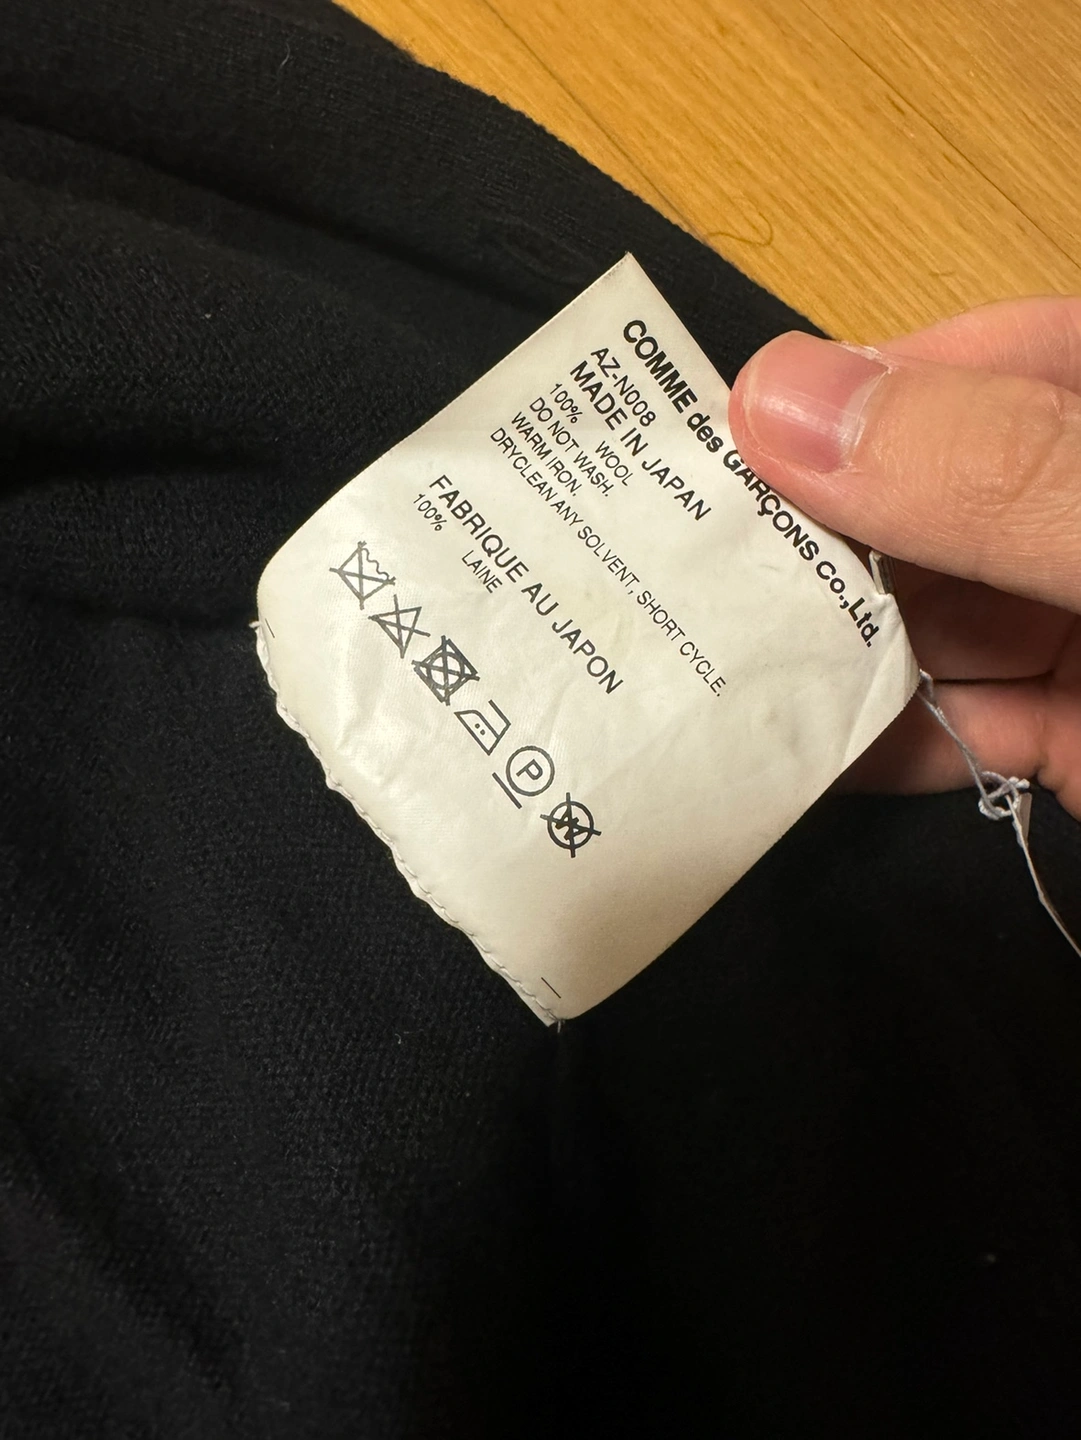 COMME des GARÇONS Co.,Ltd.
AZ-N008
MADE IN JAPAN
100% WOOL
DO NOT WASH.
WARM IRON.
DRYCLEAN ANY SOLVENT, SHORT CYCLE.
FABRIQUE AU JAPON
100% LAINE
P
W